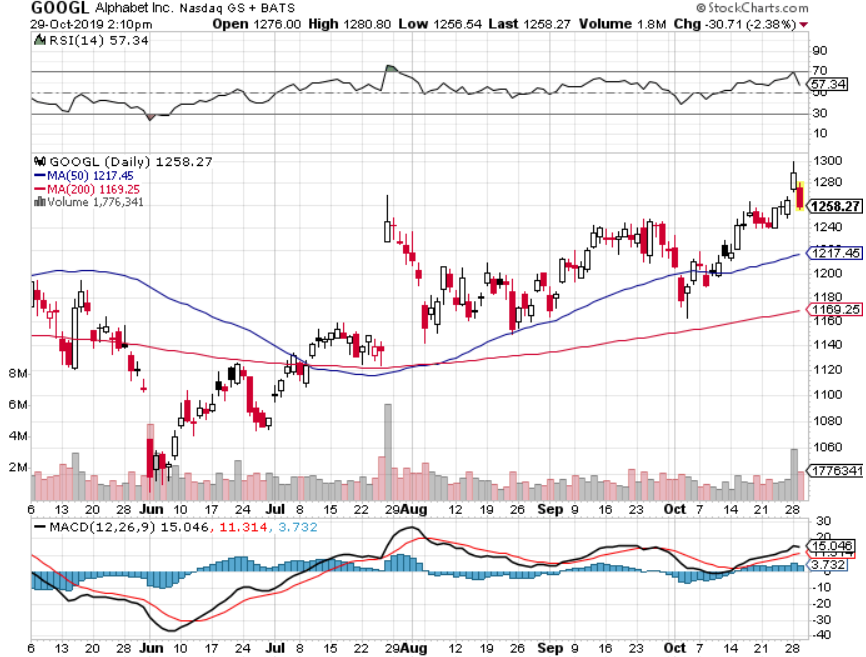 GOOGL Alphabet Inc. Nasdaq GS + BATS © StockCharts.com
29-Oct-2019 2:10pm Open 1276.00 High 1280.80 Low 1256.54 Last 1258.27 Volume 1.8M Chg -30.71 (-2.38%)
RSI(14) 57.34
90
70
57.34
50
30
10
GOOGL (Daily) 1258.27
MA(50) 1217.45
MA(200) 1169.25
Volume 1,776,341
1300
1280
1258.27
1240
1217.45
1200
1180
1169.25
1160
1140
1120
1100
1080
1060
1776341
8M
6M
4M
2M
6 13 20 28 Jun 10 17 24 Jul 8 15 22 29 Aug 12 19 26 Sep 9 16 23 Oct 7 14 21 28
MACD(12,26,9) 15.046, 11.314, 3.732
30
20
15.046
11.314
3.732
-10
-20
-30
-40
6 13 20 28 Jun 10 17 24 Jul 8 15 22 29 Aug 12 19 26 Sep 9 16 23 Oct 7 14 21 28